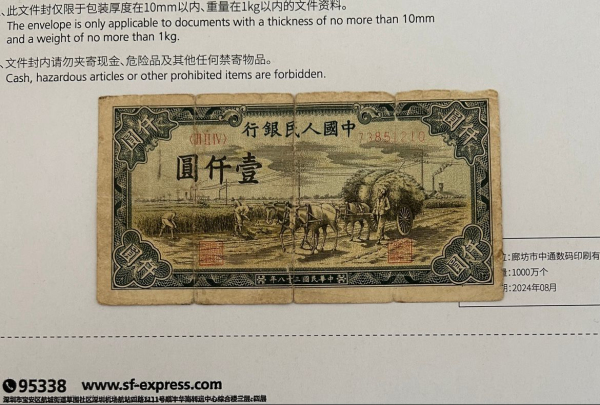 、此文件封仅限于包装厚度在10mm以内、重量在1kg以内的文件资料。
The envelope is only applicable to documents with a thickness of no more than 10mm
and a weight of no more than 1kg.
、文件封内请勿夹寄现金、危险品及其他任何禁寄物品。
Cash, hazardous articles or other prohibited items are forbidden.
仟圓
仟圓
行銀民人國中
圓仟壹
仟圓
仟圓
年八十三國民華中
位：廊坊市中通数码印刷有
量：1000万个
期：2024年08月
95338 www.sf-express.com